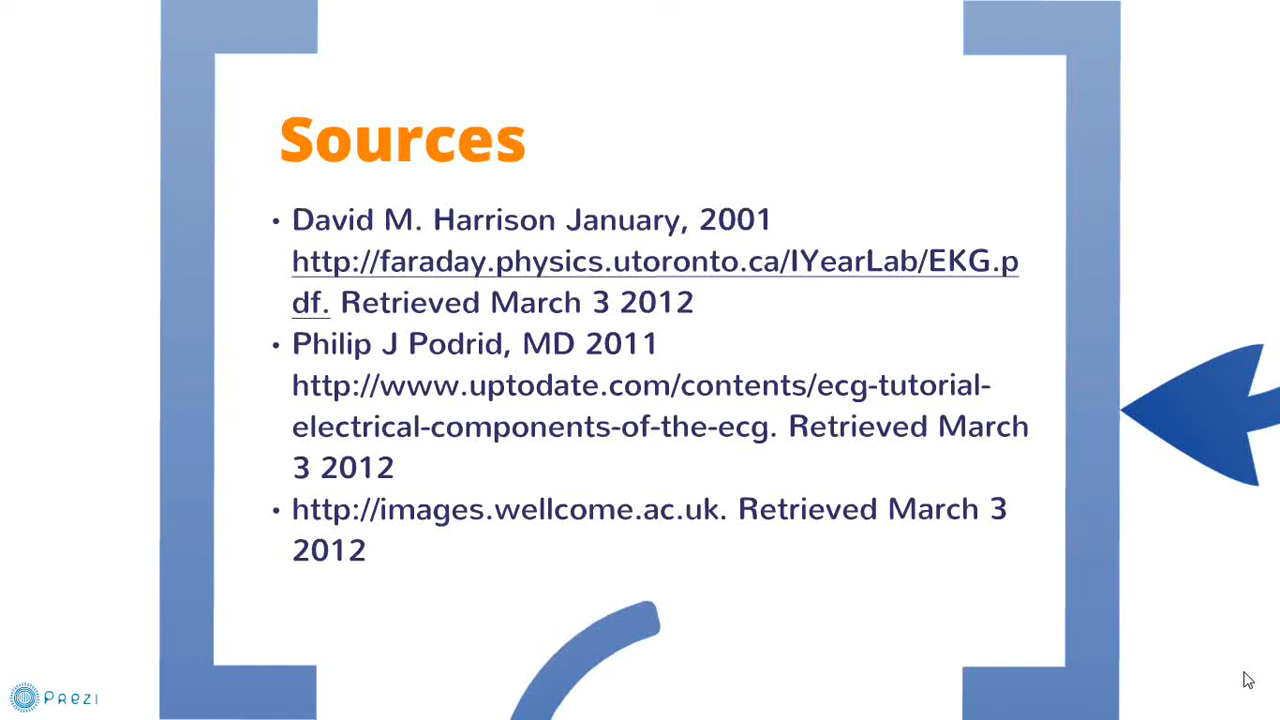 Sources
• David M. Harrison January, 2001
http://faraday.physics.utoronto.ca/IYearLab/EKG.p
df. Retrieved March 3 2012
• Philip J Podrid, MD 2011
http://www.uptodate.com/contents/ecg-tutorial-
electrical-components-of-the-ecg. Retrieved March
3 2012
• http://images.wellcome.ac.uk. Retrieved March 3
2012
PREZI